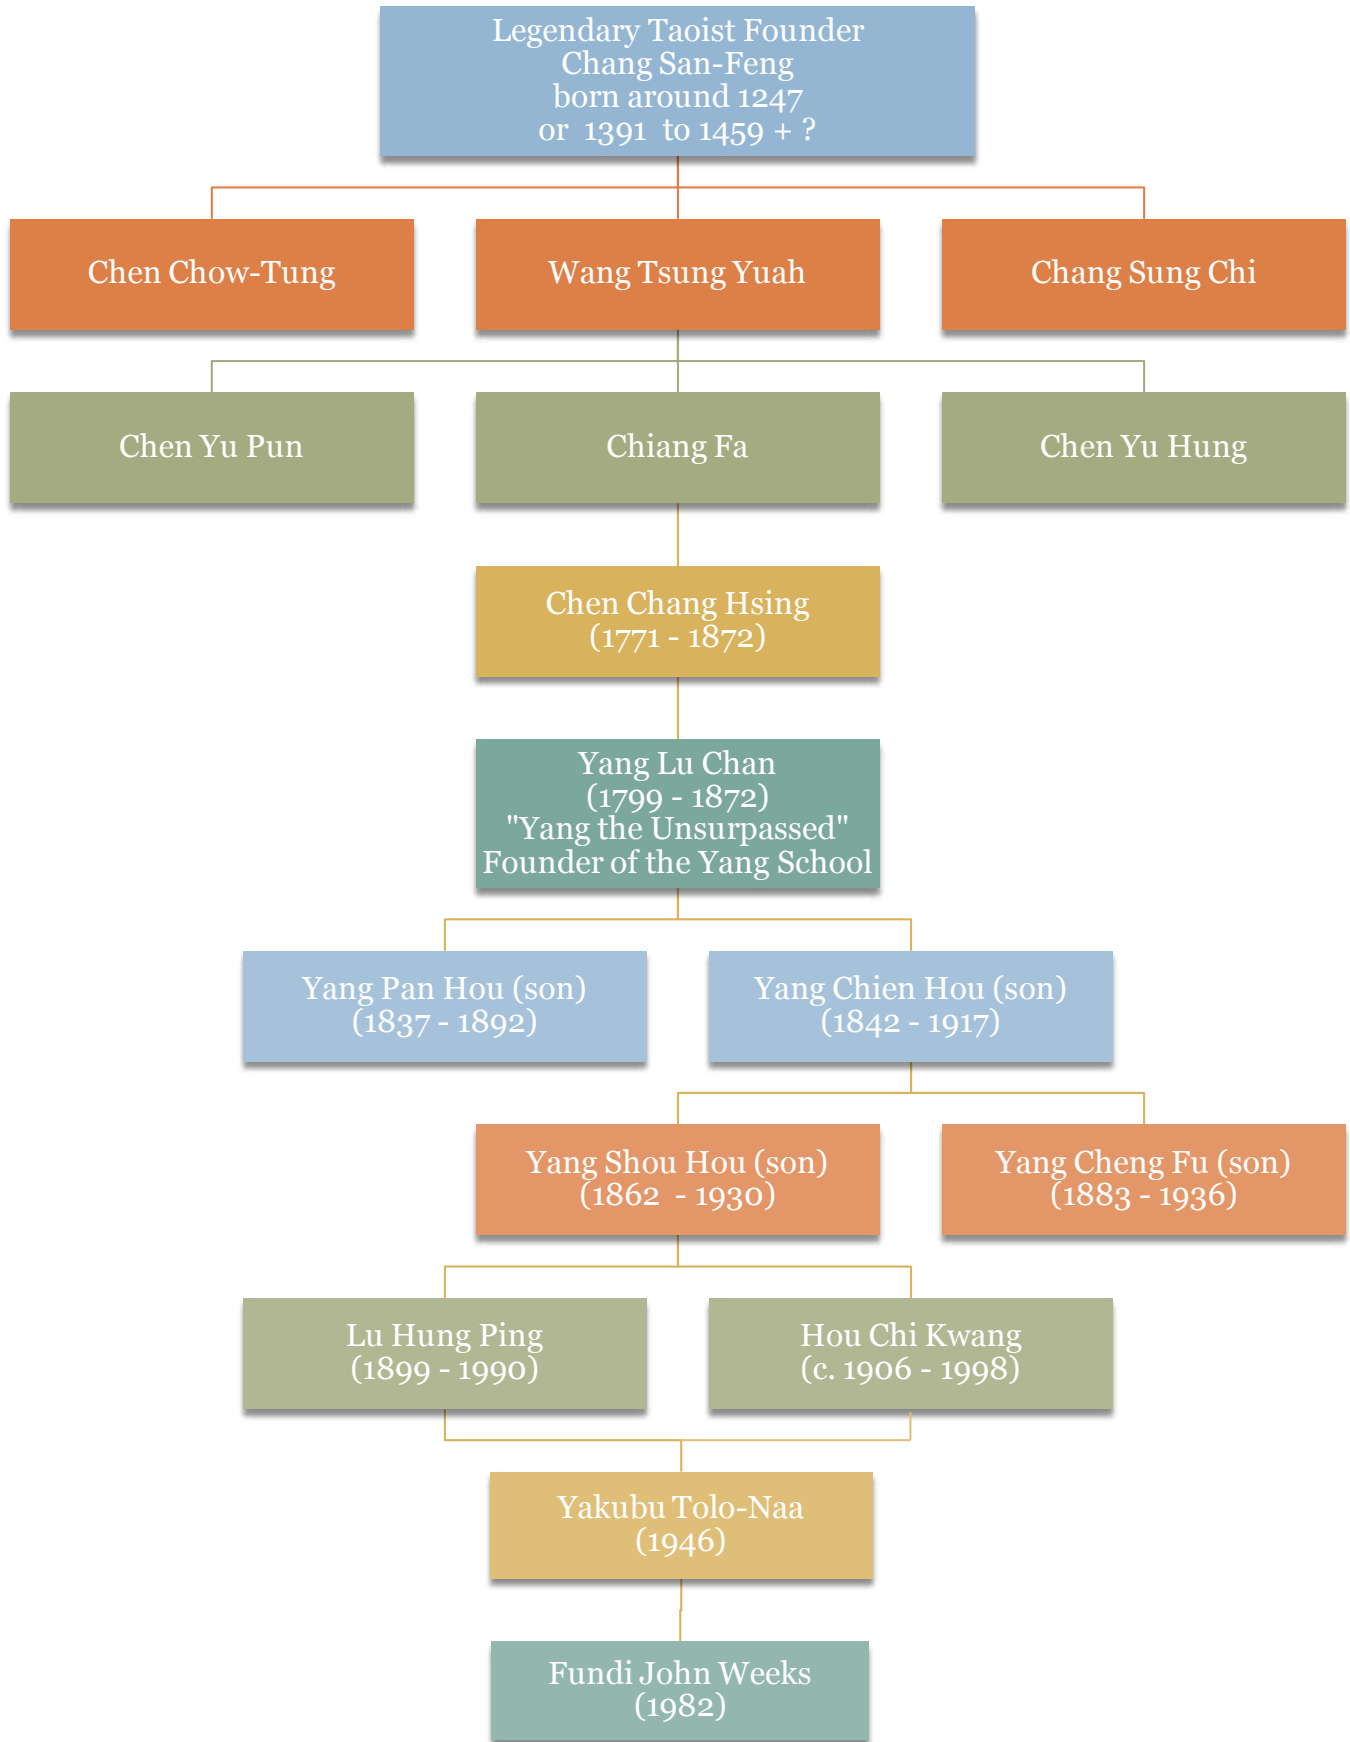 Legendary Taoist Founder
Chang San-Feng
born around 1247
or 1391 to 1459 + ?
Chen Chow-Tung
Wang Tsung Yuah
Chang Sung Chi
Chen Yu Pun
Chiang Fa
Chen Yu Hung
Chen Chang Hsing
(1771 - 1872)
Yang Lu Chan
(1799 - 1872)
"Yang the Unsurpassed"
Founder of the Yang School
Yang Pan Hou (son)
(1837 - 1892)
Yang Chien Hou (son)
(1842 - 1917)
Yang Shou Hou (son)
(1862 - 1930)
Yang Cheng Fu (son)
(1883 - 1936)
Lu Hung Ping
(1899 - 1990)
Hou Chi Kwang
(c. 1906 - 1998)
Yakubu Tolo-Naa
(1946)
Fundi John Weeks
(1982)